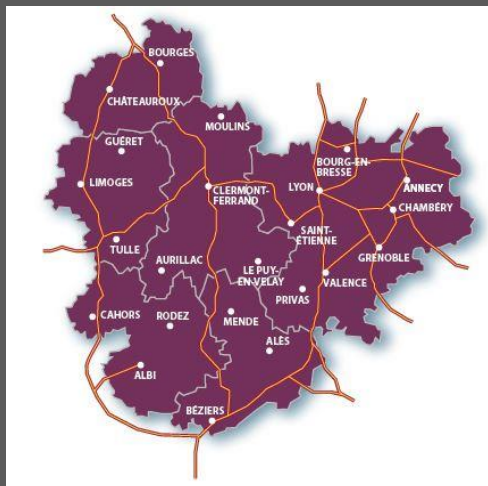 BOURGES
CHÂTEAUROUX
MOULINS
GUÉRET
BOURG-EN-
BRESSE
LIMOGES
CLERMONT-
FERRAND
LYON
ANNECY
CHAMBÉRY
SAINT-
ÉTIENNE
TULLE
AURILLAC
LE PUY-
EN-VELAY
GRENOBLE
VALENCE
PRIVAS
CAHORS
RODEZ
MENDE
ALÈS
ALBI
BÉZIERS